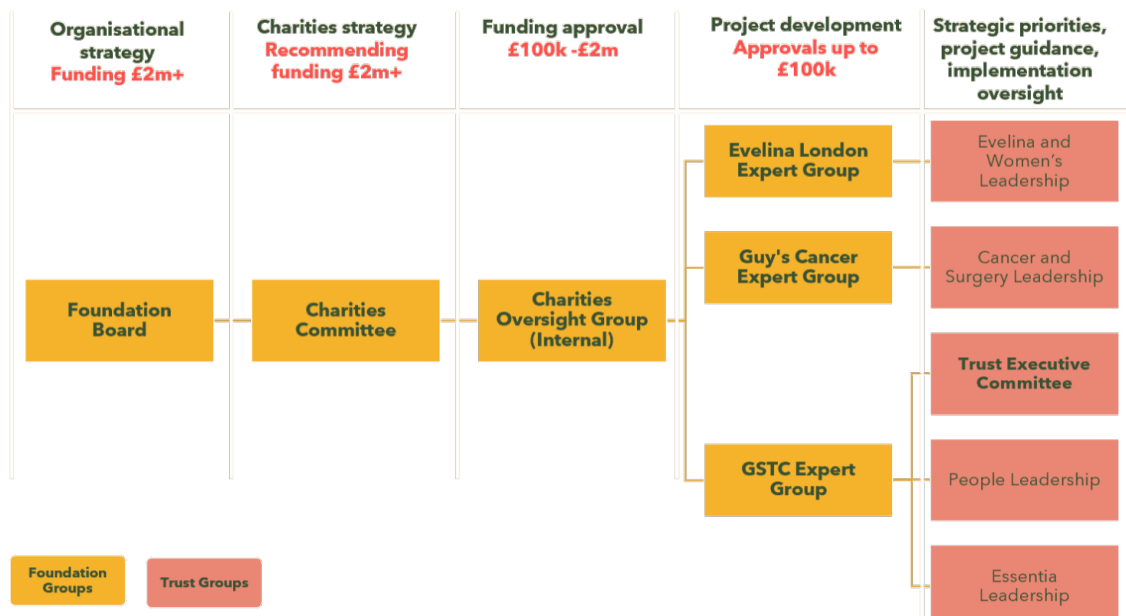 Organisational
strategy
Funding £2m+
Charities strategy
Recommending
funding £2m+
Funding approval
£100k -£2m
Project development
Approvals up to
£100k
Strategic priorities,
project guidance,
implementation
oversight
Foundation
Board
Charities
Committee
Charities
Oversight Group
(Internal)
Evelina London
Expert Group
Guy's Cancer
Expert Group
GSTC Expert
Group
Evelina and
Women's
Leadership
Cancer and
Surgery Leadership
Trust Executive
Committee
People Leadership
Essentia
Leadership
Foundation
Groups
Trust Groups